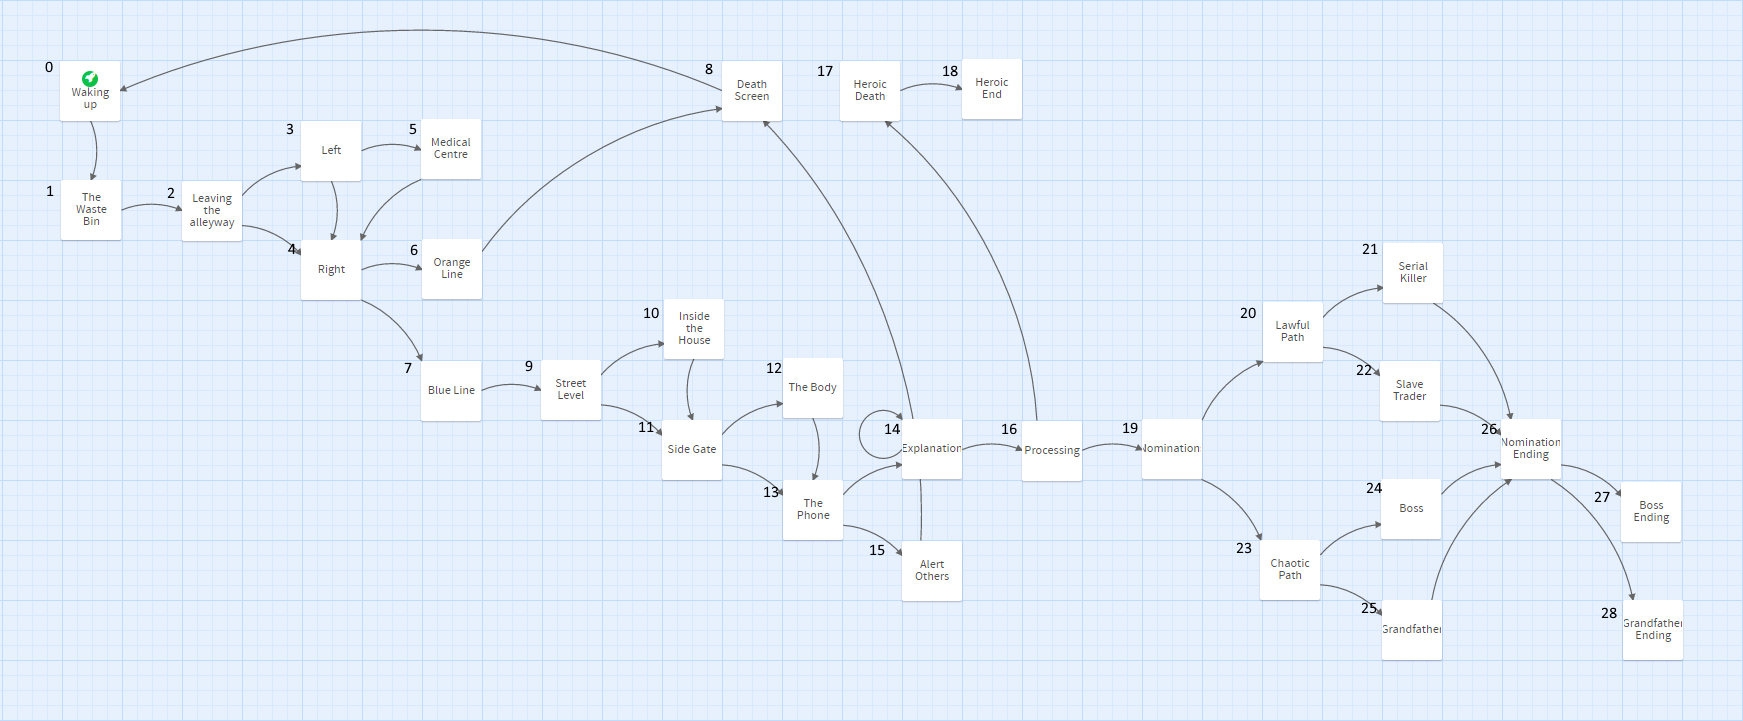 0
Waking
up
1
The
Waste
Bin
2
Leaving
the
alleyway
3
Left
4
Right
5
Medical
Centre
6
Orange
Line
7
Blue Line
8
Death
Screen
9
Street
Level
10
Inside
the
House
11
Side Gate
12
The Body
13
The
Phone
14
Explanation
15
Alert
Others
16
Processing
17
Heroic
Death
18
Heroic
End
19
Nomination
20
Lawful
Path
21
Serial
Killer
22
Slave
Trader
23
Chaotic
Path
24
Boss
25
Grandfather
26
Nomination
Ending
27
Boss
Ending
28
Grandfather
Ending